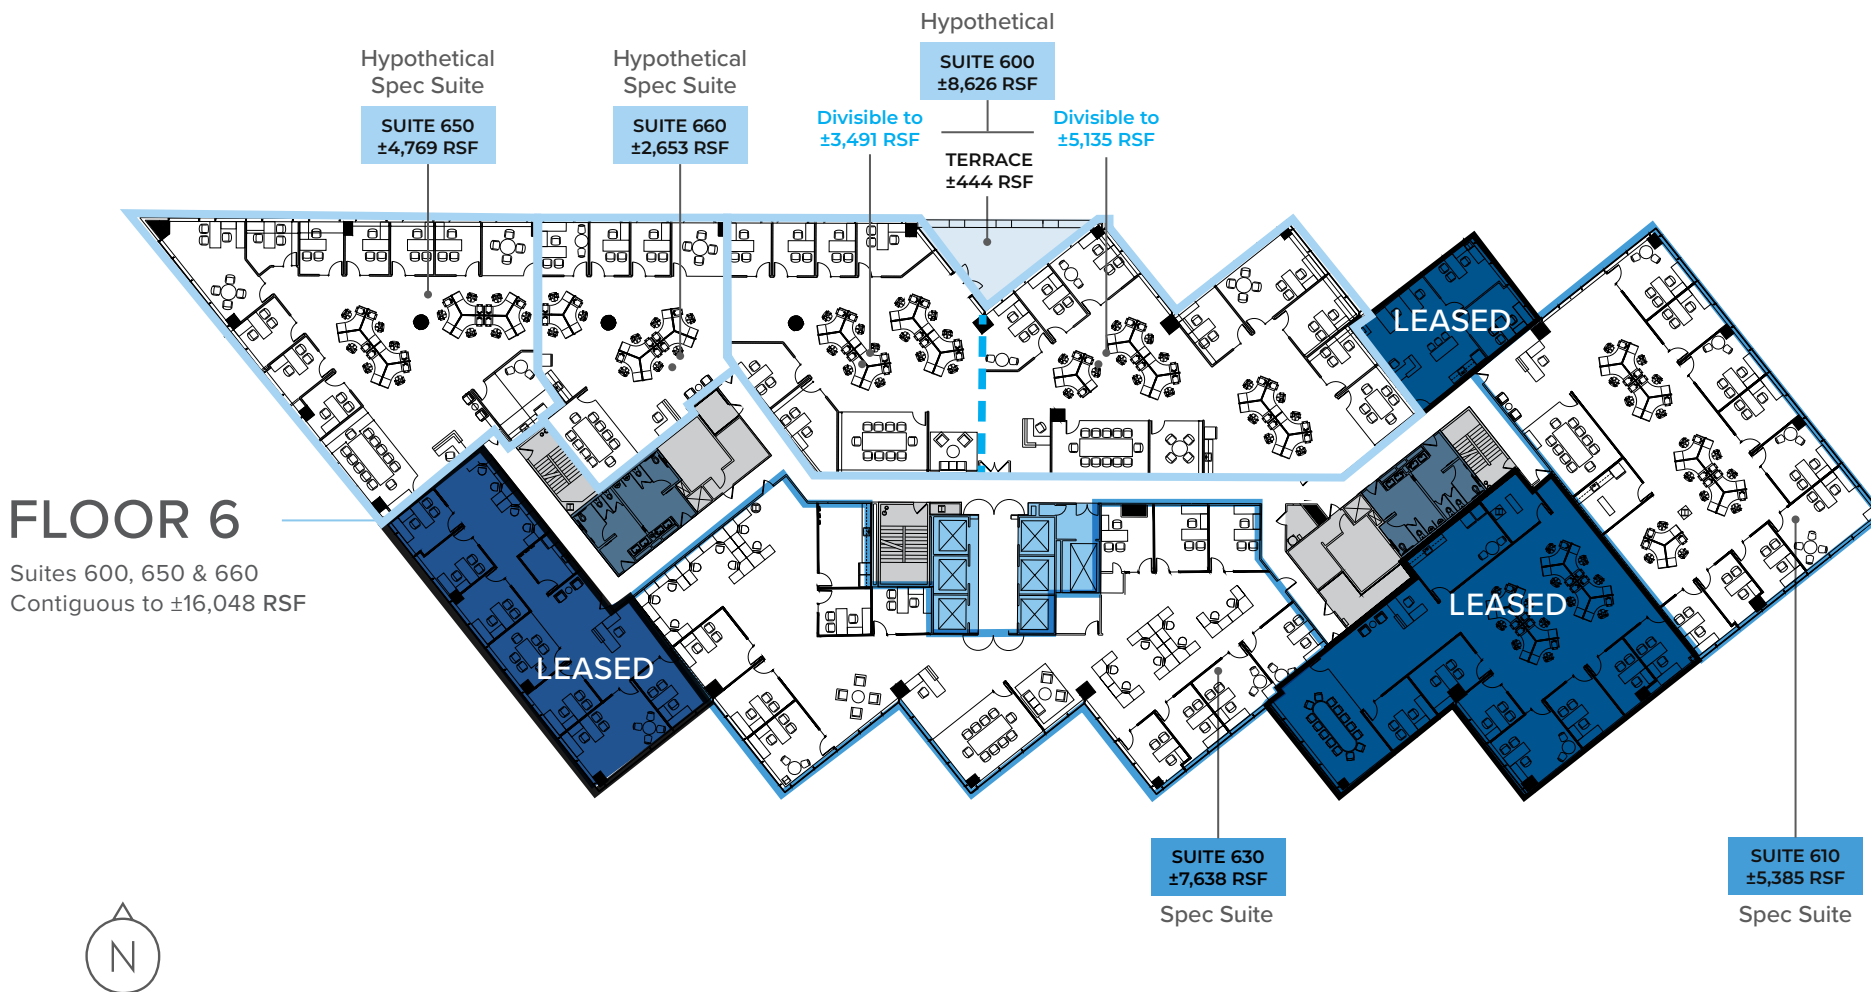 Hypothetical
SUITE 600
±8,626 RSF
Hypothetical
Spec Suite
SUITE 650
±4,769 RSF
Hypothetical
Spec Suite
SUITE 660
±2,653 RSF
Divisible to
±3,491 RSF
Divisible to
±5,135 RSF
TERRACE
±444 RSF
LEASED
FLOOR 6
Suites 600, 650 & 660
Contiguous to ±16,048 RSF
LEASED
LEASED
SUITE 630
±7,638 RSF
Spec Suite
SUITE 610
±5,385 RSF
Spec Suite
N